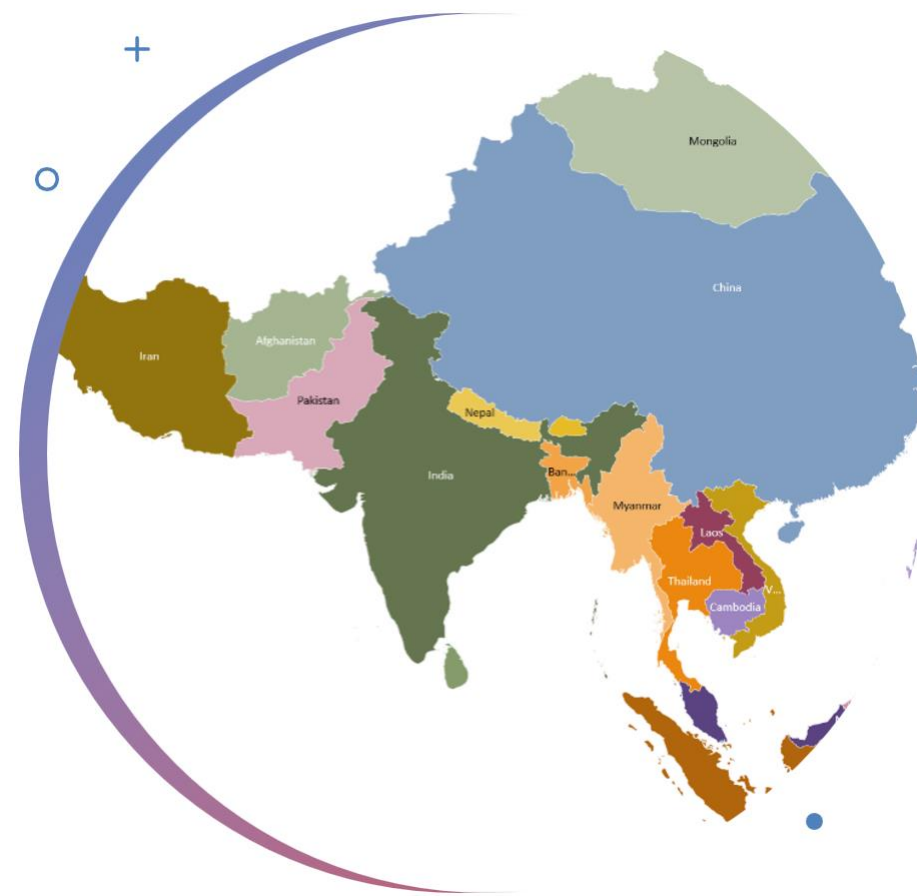 Mongolia
China
Afghanistan
Iran
Pakistan
Nepal
Ban...
India
Myanmar
Laos
Thailand
V...
Cambodia